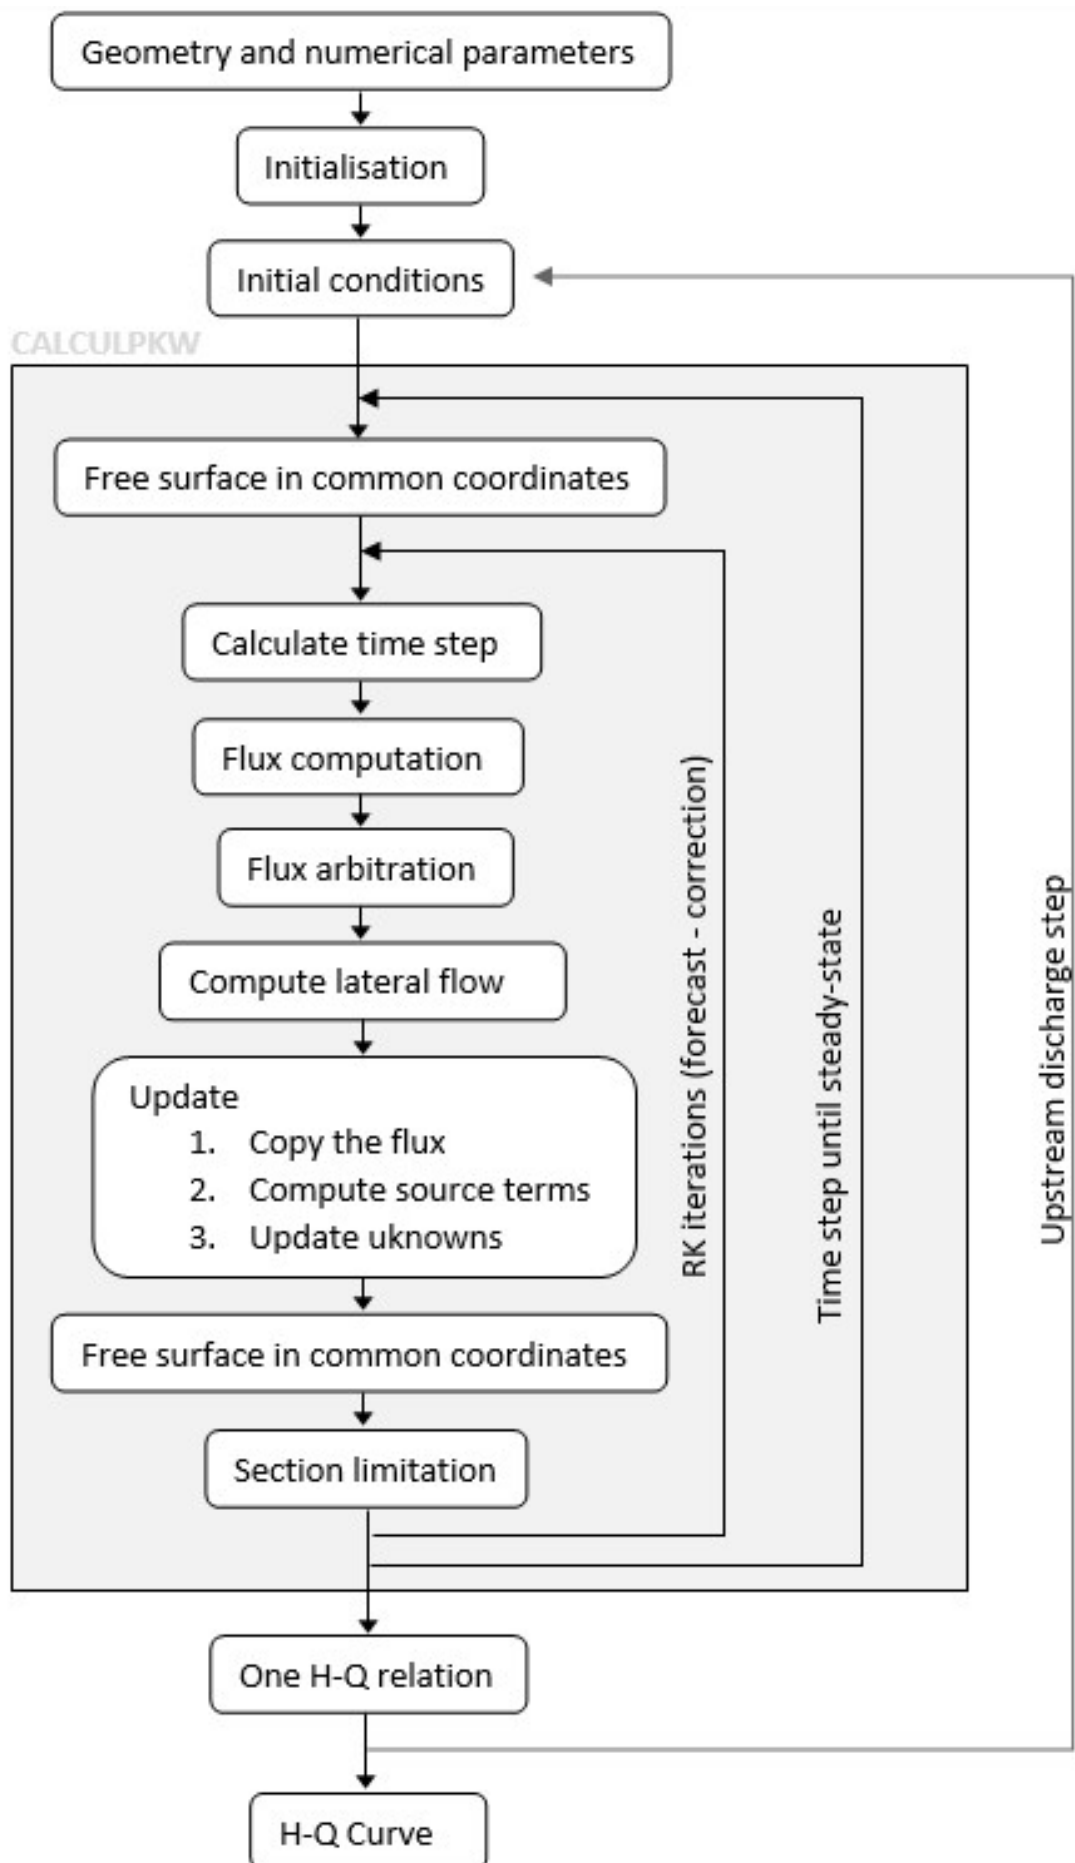 Geometry and numerical parameters
Initialisation
Initial conditions
CALCULPKW
Free surface in common coordinates
Calculate time step
Flux computation
Flux arbitration
Compute lateral flow
Update
1. Copy the flux
2. Compute source terms
3. Update uknowns
Free surface in common coordinates
Section limitation
RK iterations (forecast - correction)
Time step until steady-state
Upstream discharge step
One H-Q relation
H-Q Curve